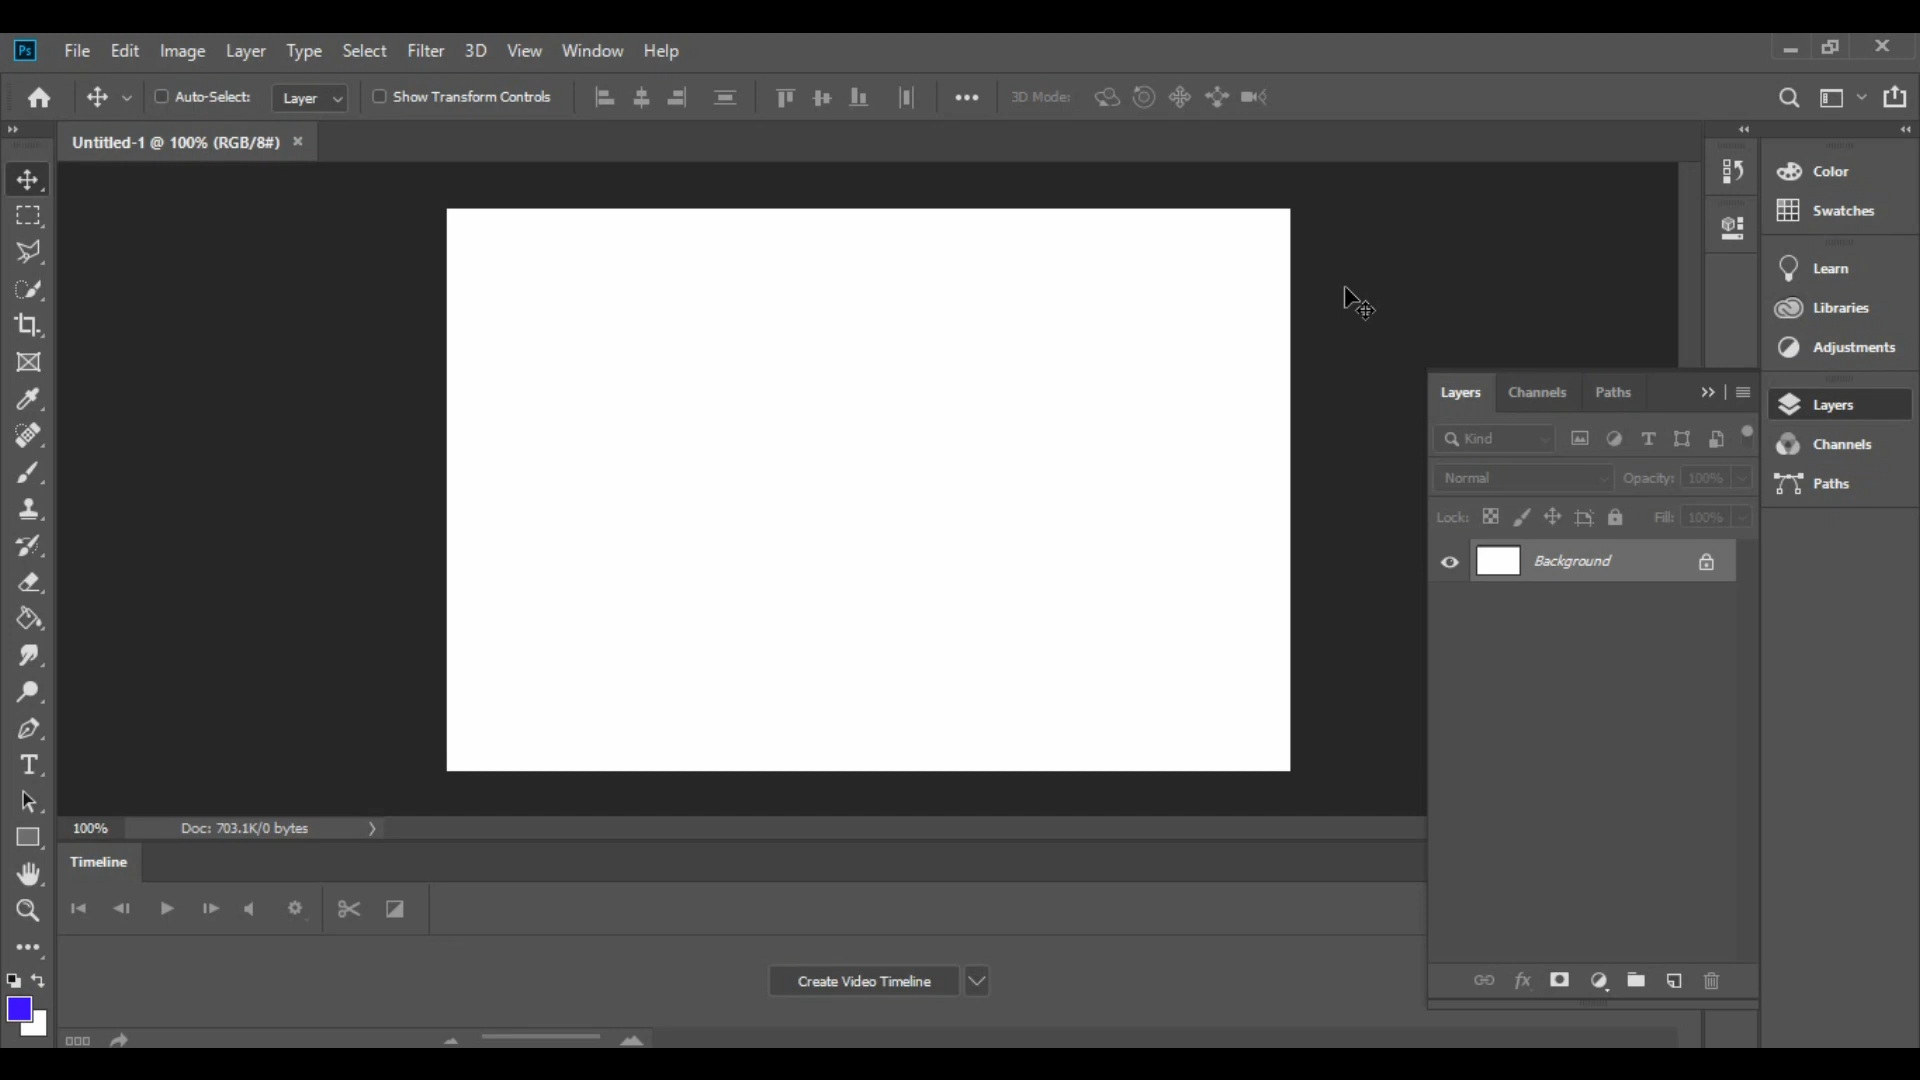 Ps File Edit Image Layer Type Select Filter 3D View Window Help
Auto-Select: Layer Show Transform Controls 3D Mode:
Untitled-1 @ 100% (RGB/8#)
Color
Swatches
Learn
Libraries
Adjustments
Layers
Channels
Paths
Layers Channels Paths
Kind
Normal Opacity: 100%
Lock: Fill: 100%
Background
fx
100% Doc: 703.1K/0 bytes
Timeline
Create Video Timeline